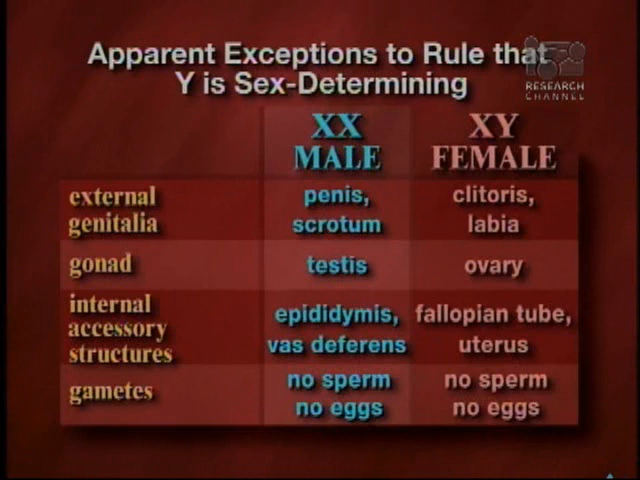 Apparent Exceptions to Rule that
Y is Sex-Determining
RESEARCH
CHANNEL
XX XY
MALE FEMALE
external penis, clitoris,
genitalia scrotum labia
gonad testis ovary
internal
accessory epididymis, fallopian tube,
structures vas deferens uterus
gametes no sperm no sperm
no eggs no eggs